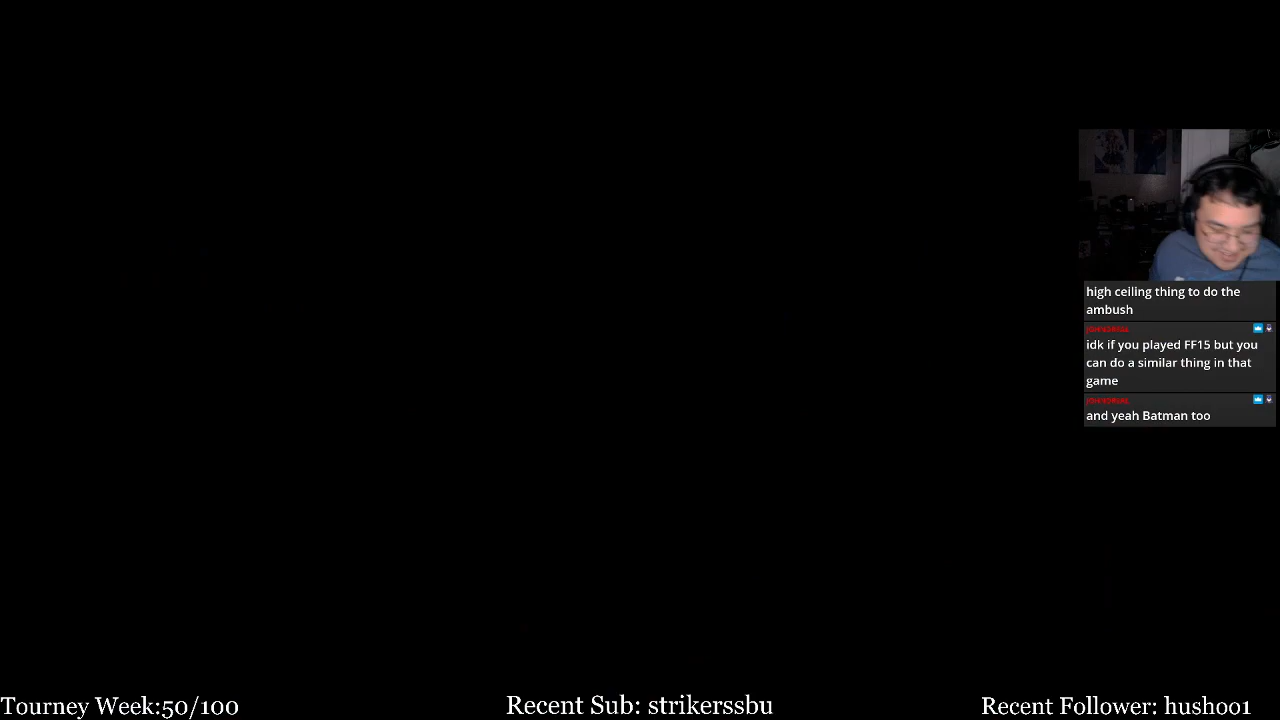 high ceiling thing to do the
ambush
idk if you played FF15 but you
can do a similar thing in that
game
and yeah Batman too
Tourney Week:50/100
Recent Sub: strikerssbu
Recent Follower: hush001